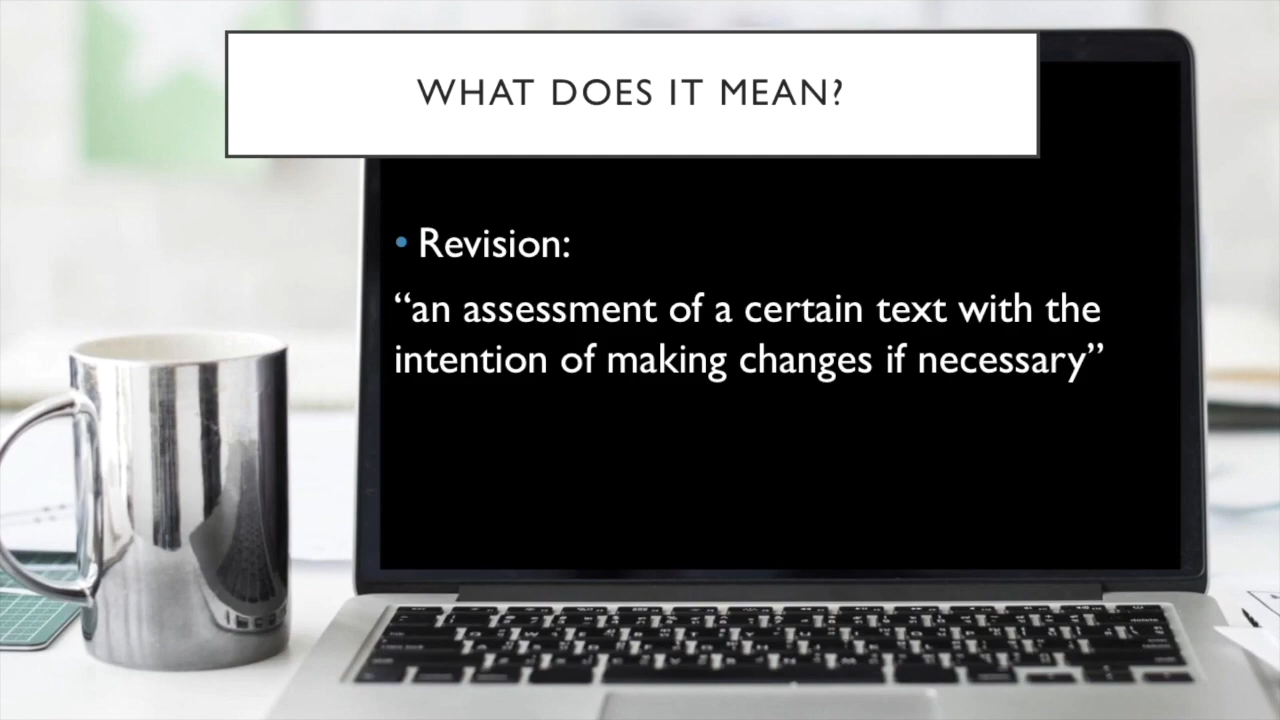 WHAT DOES IT MEAN?
• Revision:
“an assessment of a certain text with the
intention of making changes if necessary”